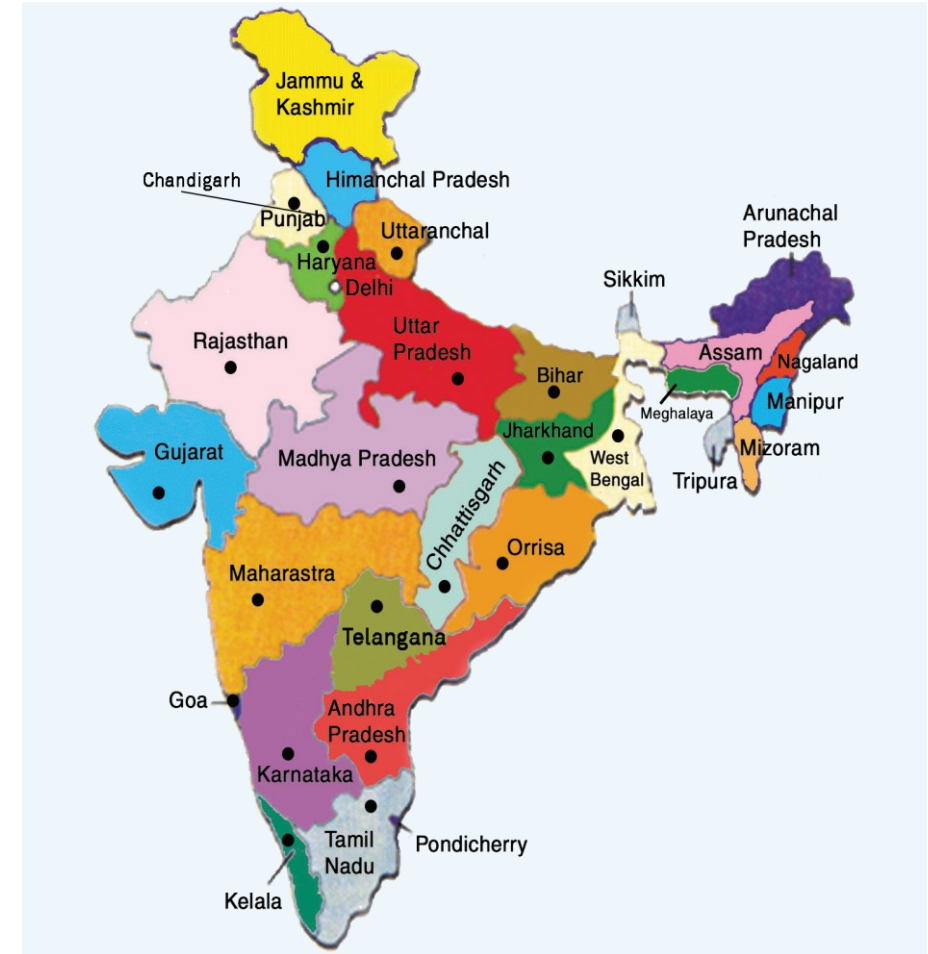 Jammu &
Kashmir
Chandigarh
Himanchal Pradesh
Punjab
Uttaranchal
Arunachal
Pradesh
Haryana
Delhi
Sikkim
Rajasthan
Uttar
Pradesh
Assam
Nagaland
Bihar
Meghalaya
Manipur
Jharkhand
Gujarat
Madhya Pradesh
West
Bengal
Mizoram
Tripura
Chhattisgarh
Orrisa
Maharastra
Telangana
Goa
Andhra
Pradesh
Karnataka
Tamil
Nadu
Pondicherry
Kelala